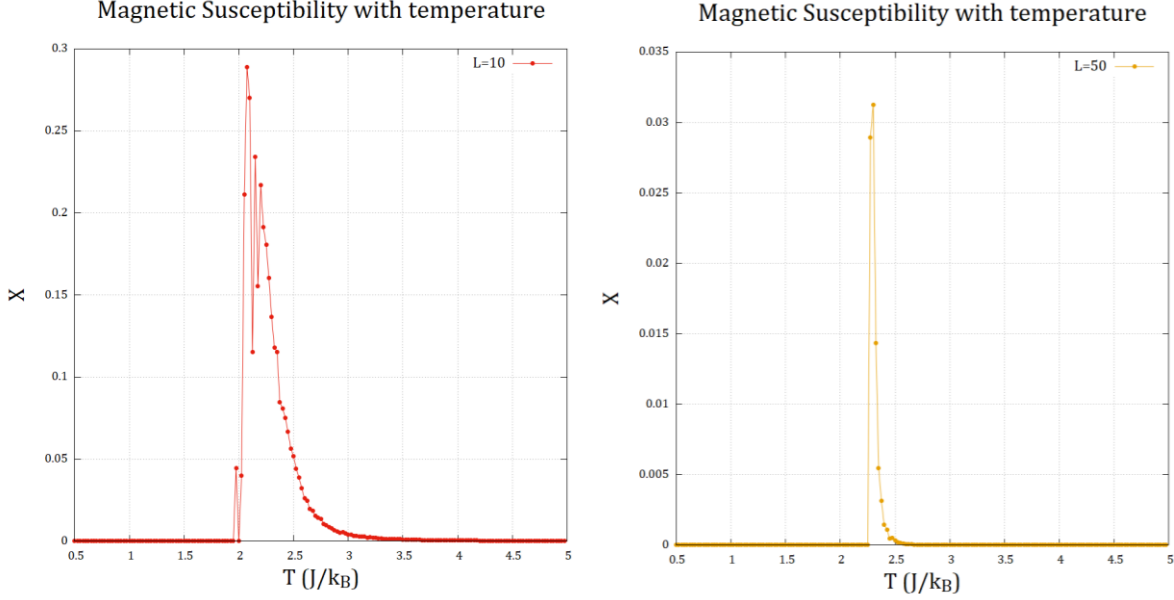 Magnetic Susceptibility with temperature
L=10
0.3
0.25
0.2
0.15
0.1
0.05
0
X
0.5 1 1.5 2 2.5 3 3.5 4 4.5 5
T (J/kB)
Magnetic Susceptibility with temperature
L=50
0.035
0.03
0.025
0.02
0.015
0.01
0.005
0
X
0.5 1 1.5 2 2.5 3 3.5 4 4.5 5
T (J/kB)